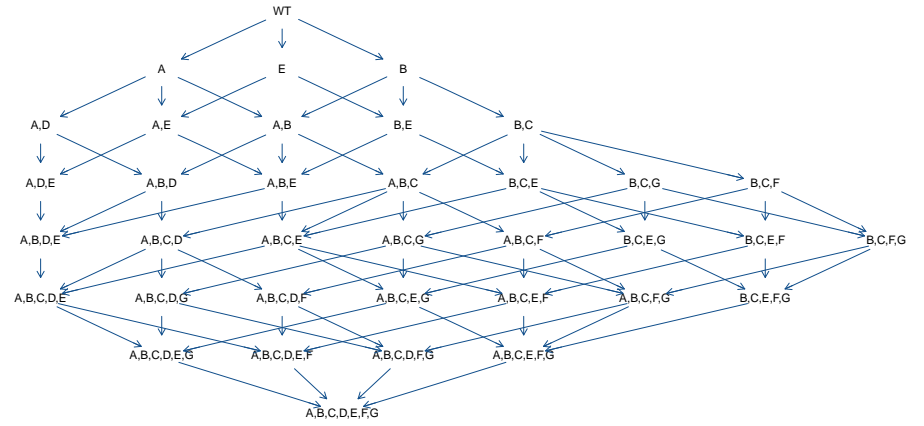 WT
A E B
A,D A,E A,B B,E B,C
A,D,E A,B,D A,B,E A,B,C B,C,E B,C,G B,C,F
A,B,D,E A,B,C,D A,B,C,E A,B,C,G A,B,C,F B,C,E,G B,C,E,F B,C,F,G
A,B,C,D,E A,B,C,D,G A,B,C,D,F A,B,C,E,G A,B,C,E,F A,B,C,F,G B,C,E,F,G
A,B,C,D,E,G A,B,C,D,E,F A,B,C,D,F,G A,B,C,E,F,G
A,B,C,D,E,F,G